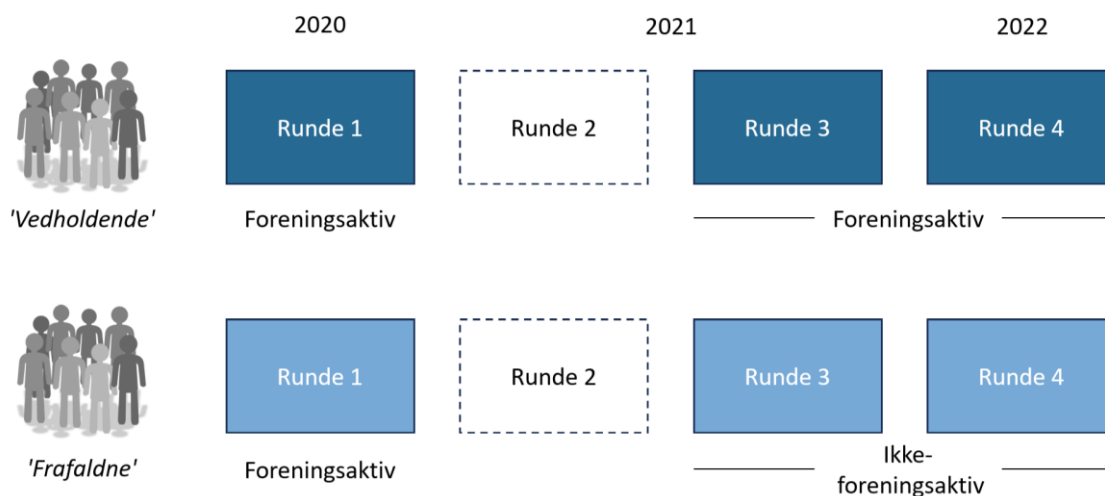 2020 2021 2022
Runde 1 Runde 2 Runde 3 Runde 4
'Vedholdende' Foreningsaktiv Foreningsaktiv
Runde 1 Runde 2 Runde 3 Runde 4
'Frafaldne' Foreningsaktiv Ikke-
foreningsaktiv